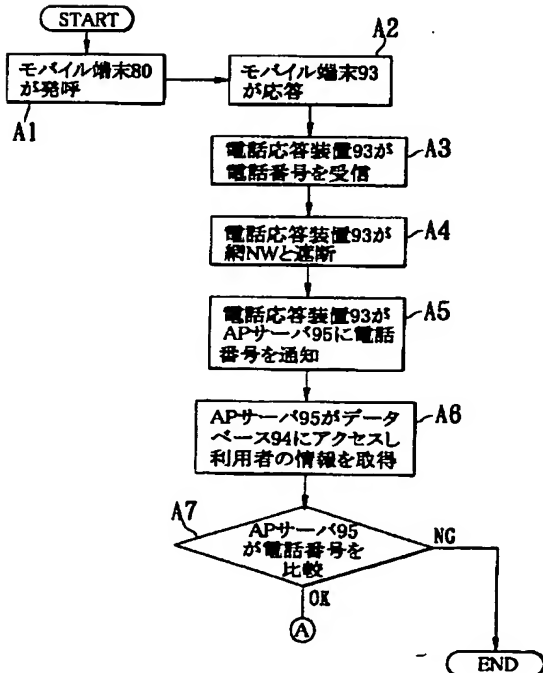 START
モバイル端末80
が発呼
A1
A2
モバイル端末93
が応答
電話応答装置93が
電話番号を受信
A3
電話応答装置93が
網NWと遮断
A4
電話応答装置93が
APサーバ95に電話
番号を通知
A5
APサーバ95がデータ
ベース94にアクセスし
利用者の情報を取得
A6
A7
APサーバ95
が電話番号を
比較
NG
OK
A
END